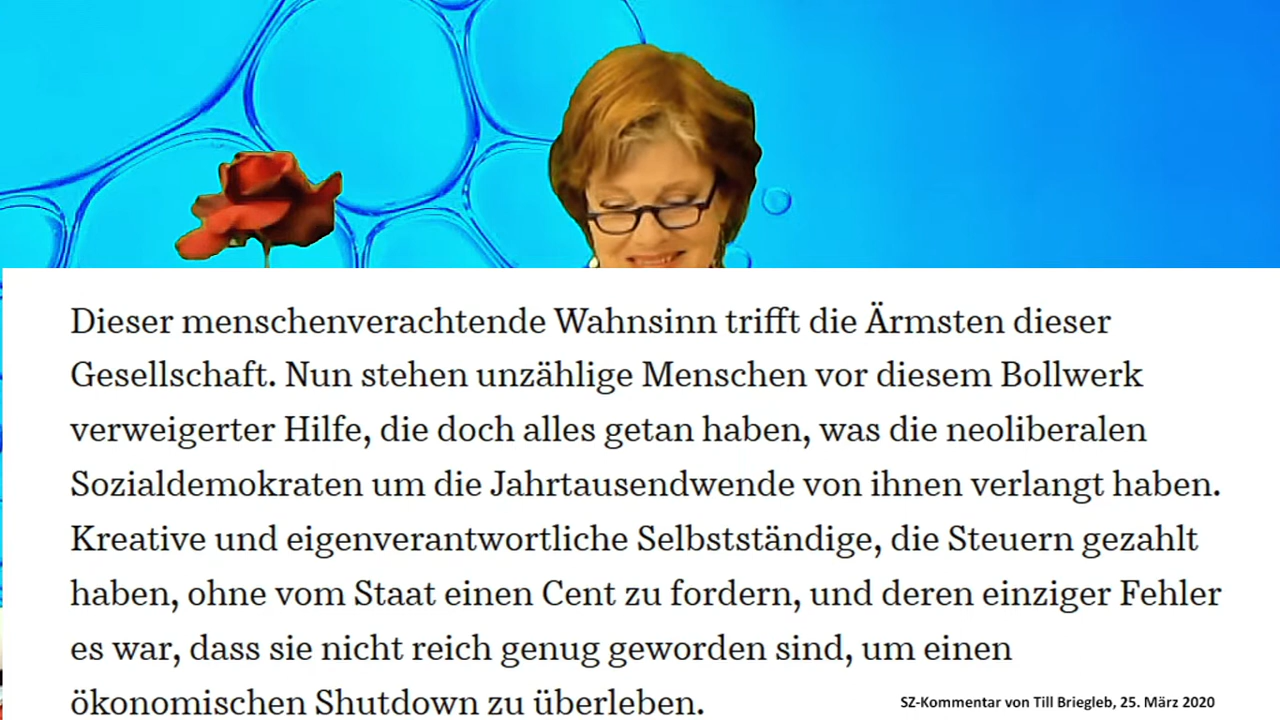 Dieser menschenverachtende Wahnsinn trifft die Ärmsten dieser
Gesellschaft. Nun stehen unzählige Menschen vor diesem Bollwerk
verweigerter Hilfe, die doch alles getan haben, was die neoliberalen
Sozialdemokraten um die Jahrtausendwende von ihnen verlangt haben.
Kreative und eigenverantwortliche Selbstständige, die Steuern gezahlt
haben, ohne vom Staat einen Cent zu fordern, und deren einziger Fehler
es war, dass sie nicht reich genug geworden sind, um einen
ökonomischen Shutdown zu überleben.
SZ-Kommentar von Till Briegleb, 25. März 2020